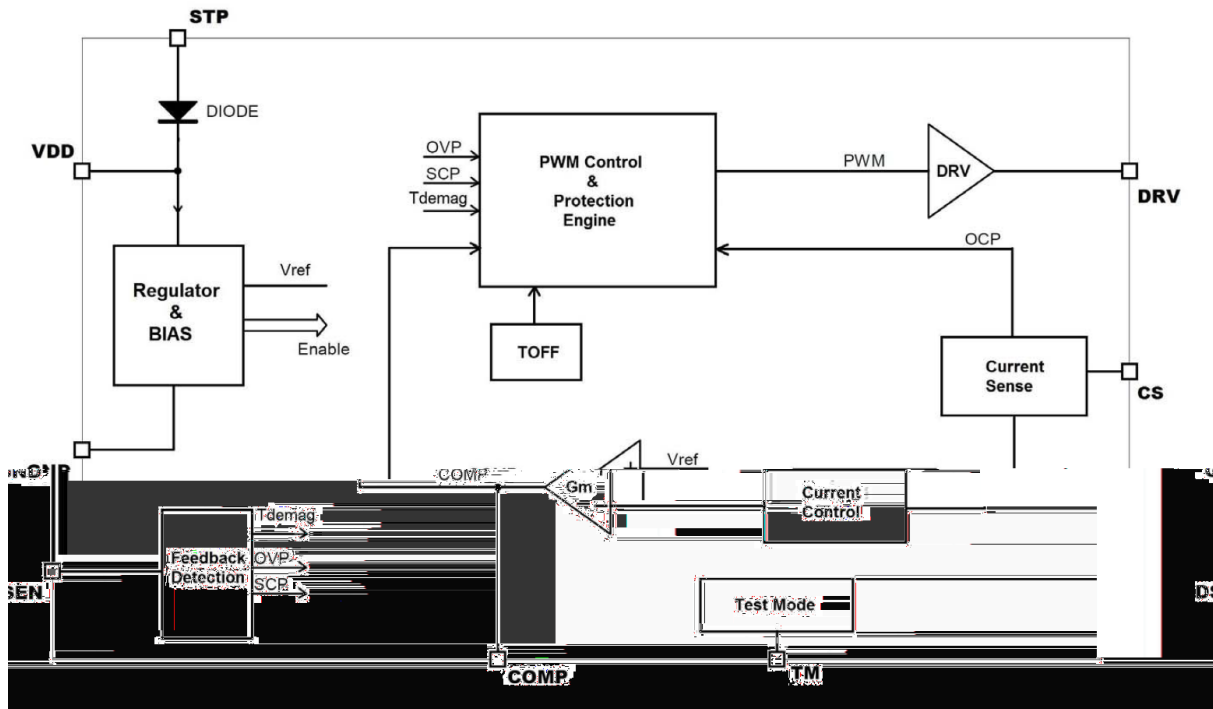 STP
DIODE
VDD
OVP
SCP
Tdemag
PWM Control
&
Protection
Engine
PWM
DRV
DRV
OCP
Regulator
&
BIAS
Vref
Enable
TOFF
Current
Sense
CS
COMP
Gm
Vref
Current
Control
Tdemag
OVP
SCP
Feedback
Detection
Test Mode
COMP
TM